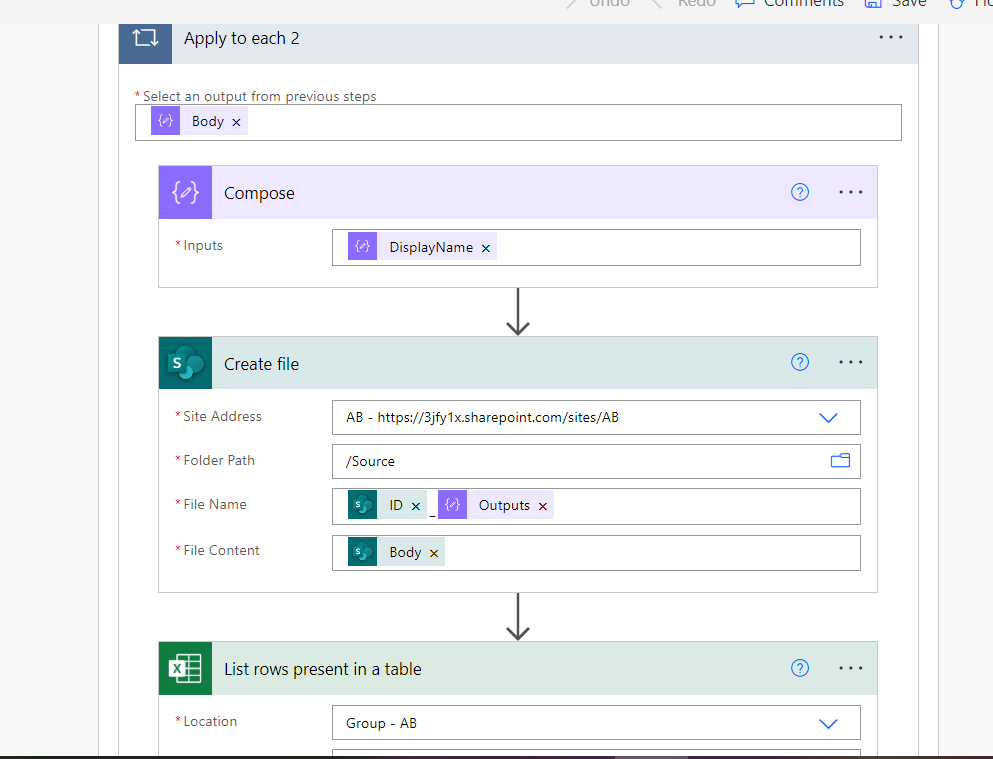 Undo Redo Comments Save
Apply to each 2
* Select an output from previous steps
Body ×
Compose
* Inputs
DisplayName ×
Create file
* Site Address
AB - https://3jfy1x.sharepoint.com/sites/AB
* Folder Path
/Source
* File Name
ID × _ Outputs ×
* File Content
Body ×
List rows present in a table
* Location
Group - AB